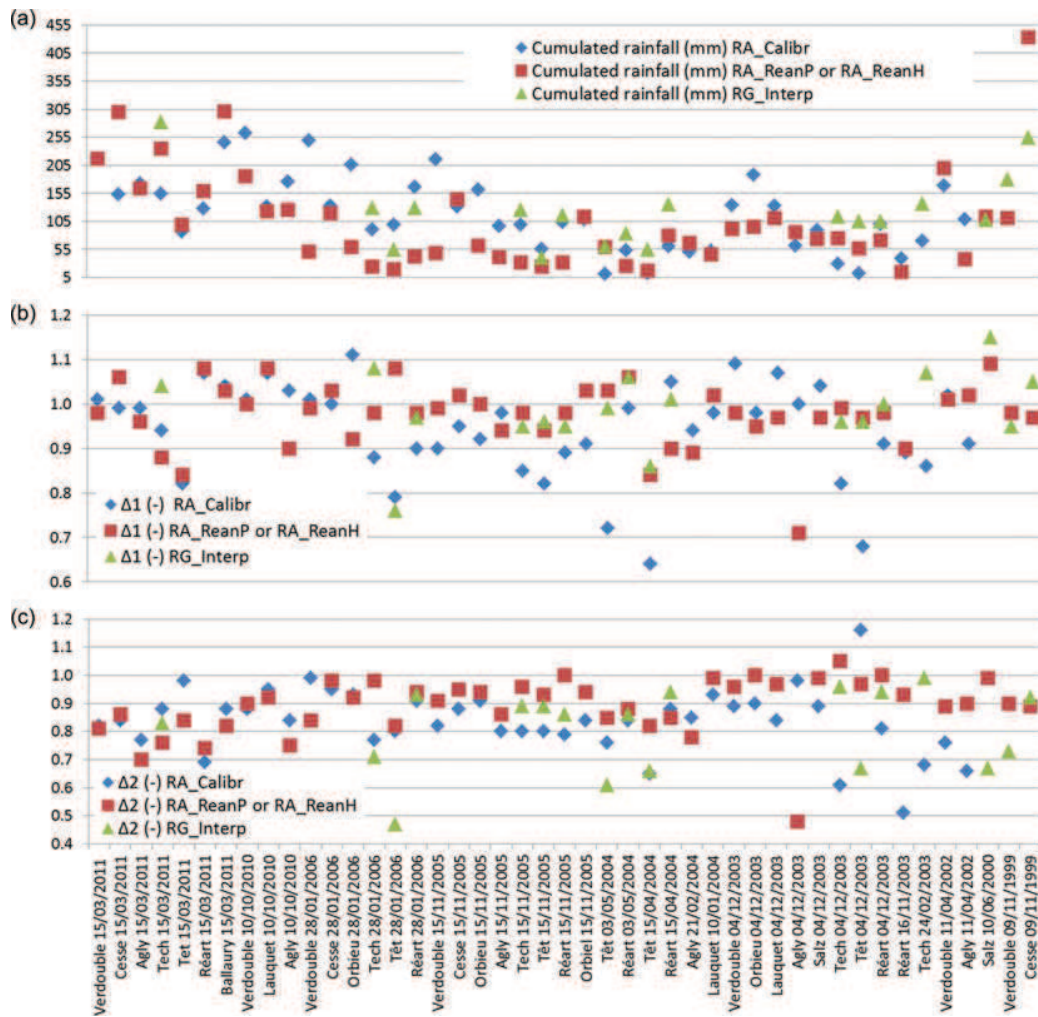 (a)
455
405
355
305
255
205
155
105
55
5
Cumulated rainfall (mm) RA_Calibr
Cumulated rainfall (mm) RA_ReanP or RA_ReanH
Cumulated rainfall (mm) RG_Interp
(b)
1.2
1.1
1.0
0.9
0.8
0.7
0.6
Δ1 (-) RA_Calibr
Δ1 (-) RA_ReanP or RA_ReanH
Δ1 (-) RG_Interp
(c)
1.2
1.1
1.0
0.9
0.8
0.7
0.6
0.5
0.4
Δ2 (-) RA_Calibr
Δ2 (-) RA_ReanP or RA_ReanH
Δ2 (-) RG_Interp
Verdouble 15/03/2011
Cesse 15/03/2011
Agly 15/03/2011
Tech 15/03/2011
Tet 15/03/2011
Réart 15/03/2011
Ballaury 15/03/2011
Verdouble 10/10/2010
Lauquet 10/10/2010
Agly 10/10/2010
Verdouble 28/01/2006
Cesse 28/01/2006
Orbieu 28/01/2006
Tech 28/01/2006
Têt 28/01/2006
Réart 28/01/2006
Verdouble 15/11/2005
Cesse 15/11/2005
Orbieu 15/11/2005
Agly 15/11/2005
Tech 15/11/2005
Têt 15/11/2005
Réart 15/11/2005
Orbiel 15/11/2005
Têt 03/05/2004
Réart 03/05/2004
Têt 15/04/2004
Réart 15/04/2004
Agly 21/02/2004
Lauquet 10/01/2004
Verdouble 04/12/2003
Orbieu 04/12/2003
Lauquet 04/12/2003
Agly 04/12/2003
Salz 04/12/2003
Tech 04/12/2003
Têt 04/12/2003
Réart 04/12/2003
Réart 16/11/2003
Tech 24/02/2003
Verdouble 11/04/2002
Agly 11/04/2002
Salz 10/06/2000
Verdouble 09/11/1999
Cesse 09/11/1999